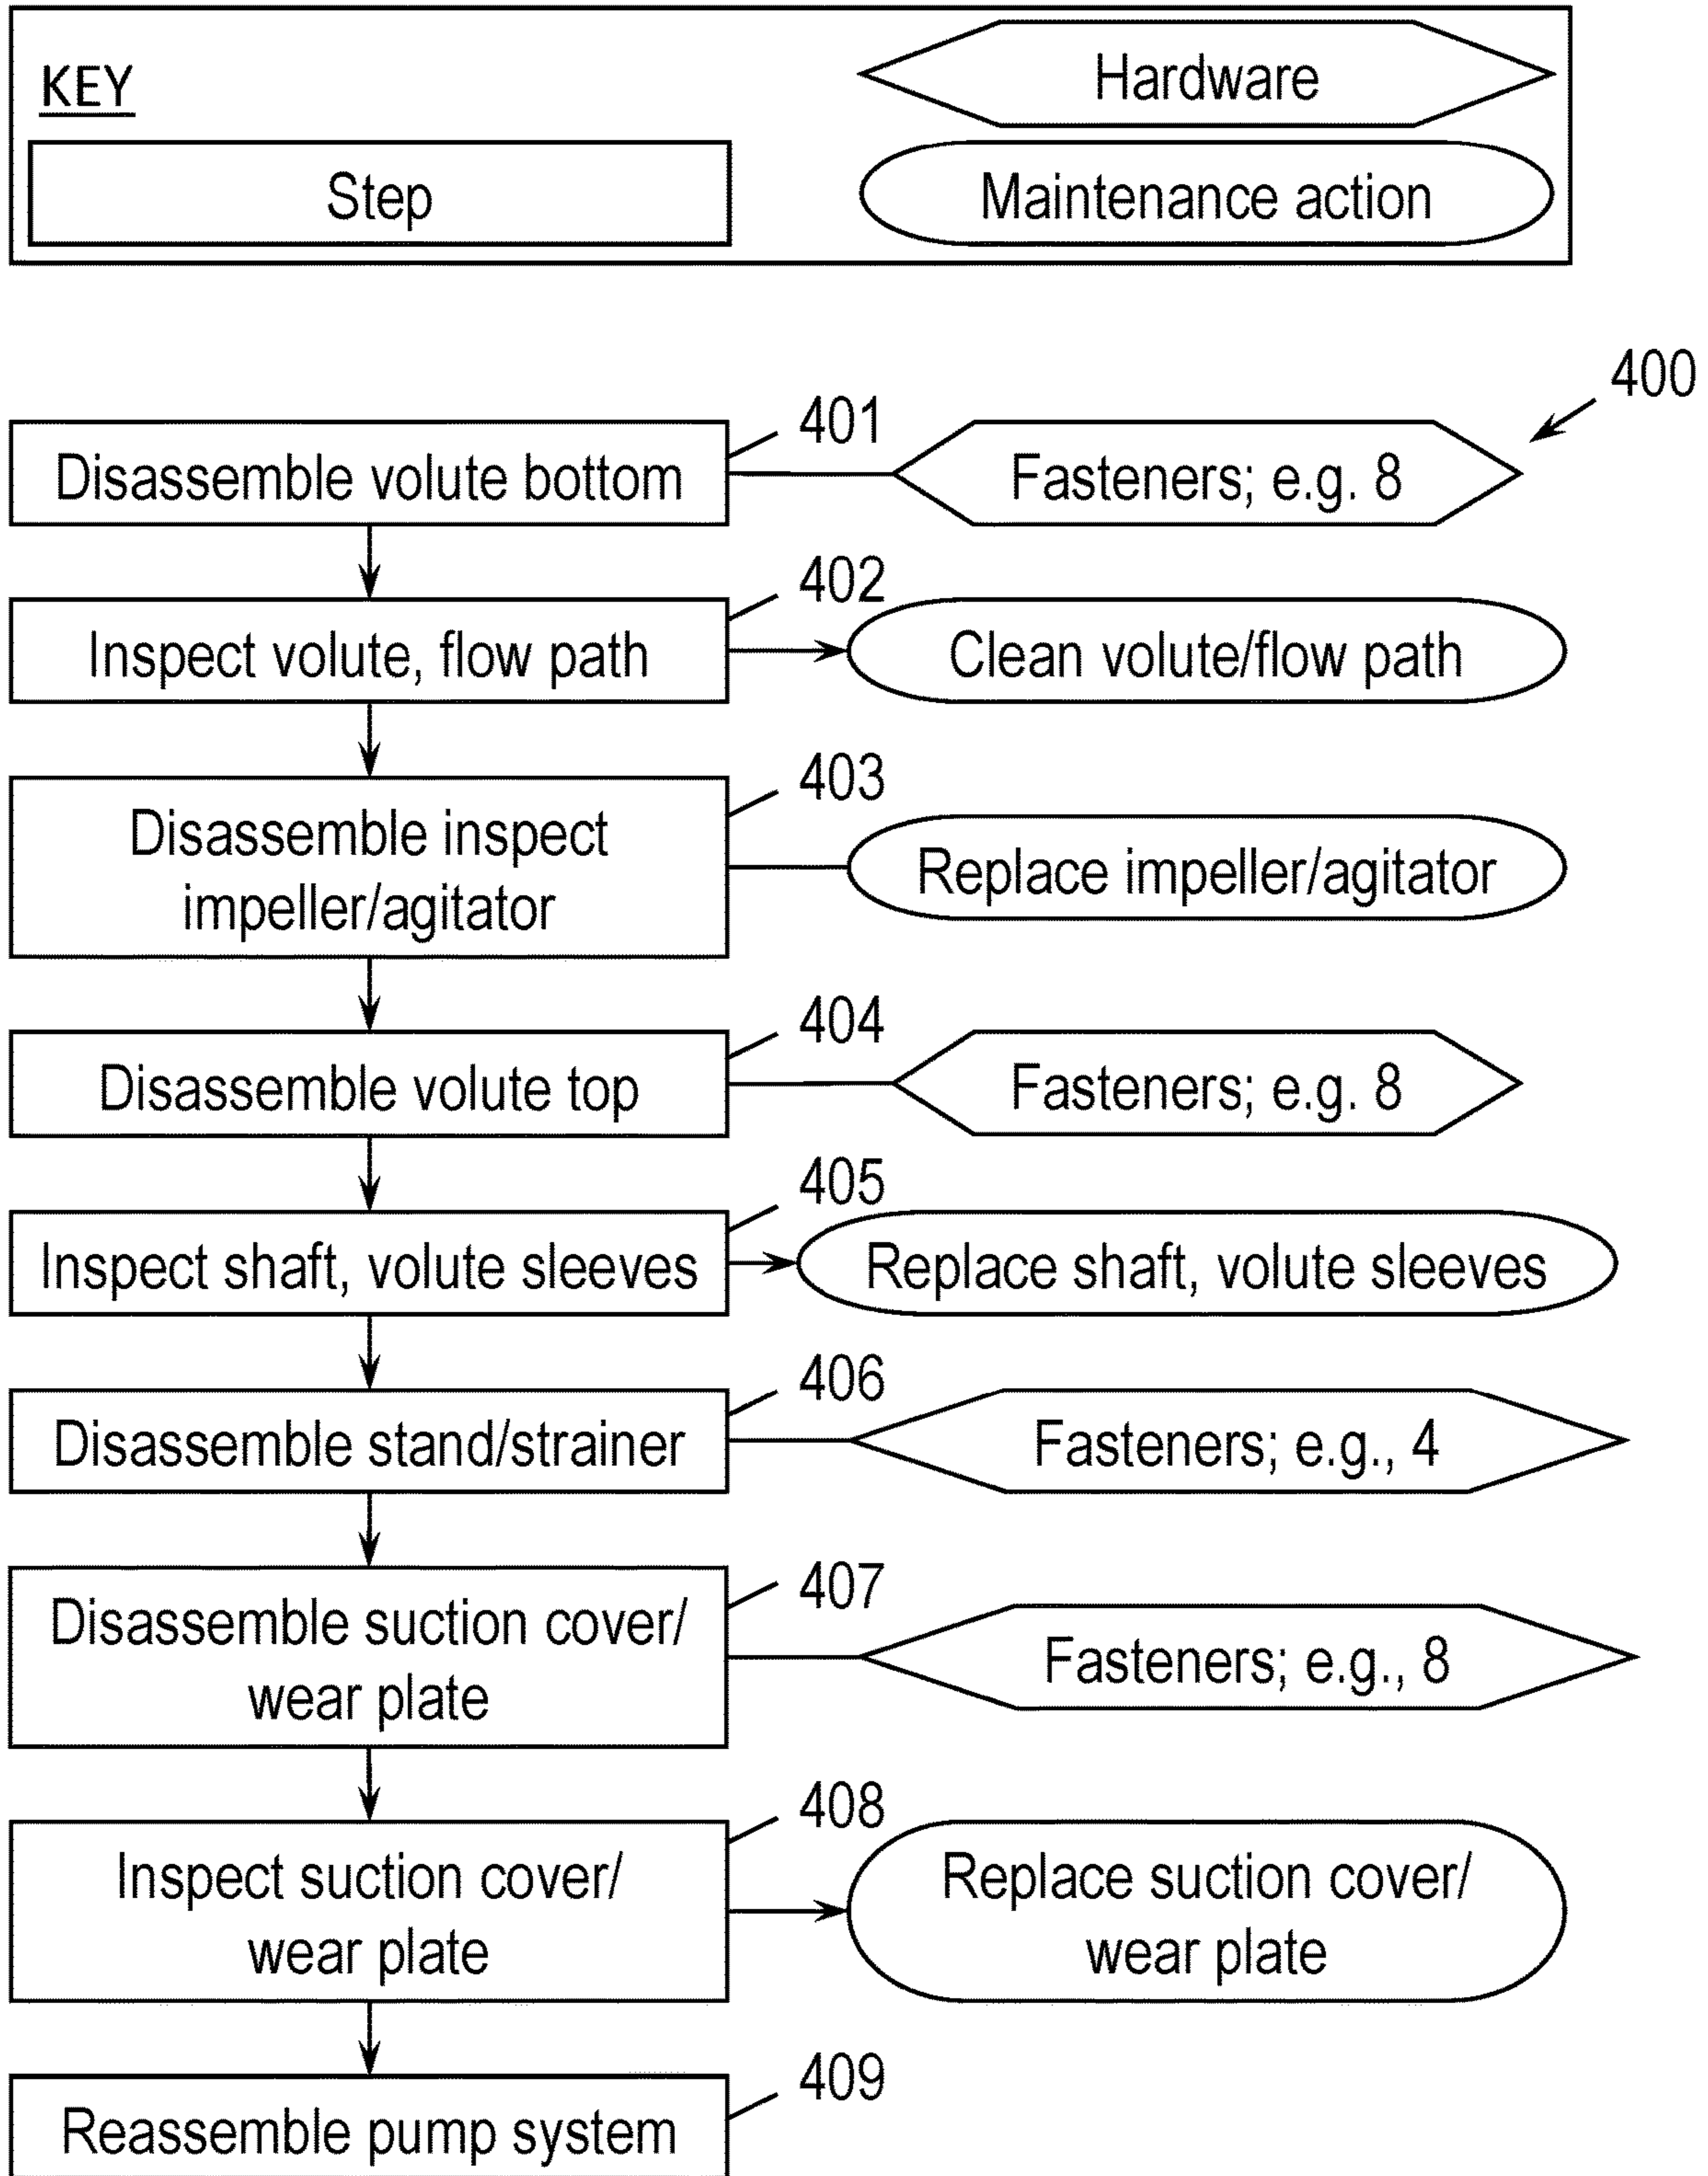 KEY
Hardware
Step
Maintenance action
400
401
Disassemble volute bottom
Fasteners; e.g. 8
402
Inspect volute, flow path
Clean volute/flow path
403
Disassemble inspect
impeller/agitator
Replace impeller/agitator
404
Disassemble volute top
Fasteners; e.g. 8
405
Inspect shaft, volute sleeves
Replace shaft, volute sleeves
406
Disassemble stand/strainer
Fasteners; e.g., 4
407
Disassemble suction cover/
wear plate
Fasteners; e.g., 8
408
Inspect suction cover/
wear plate
Replace suction cover/
wear plate
409
Reassemble pump system